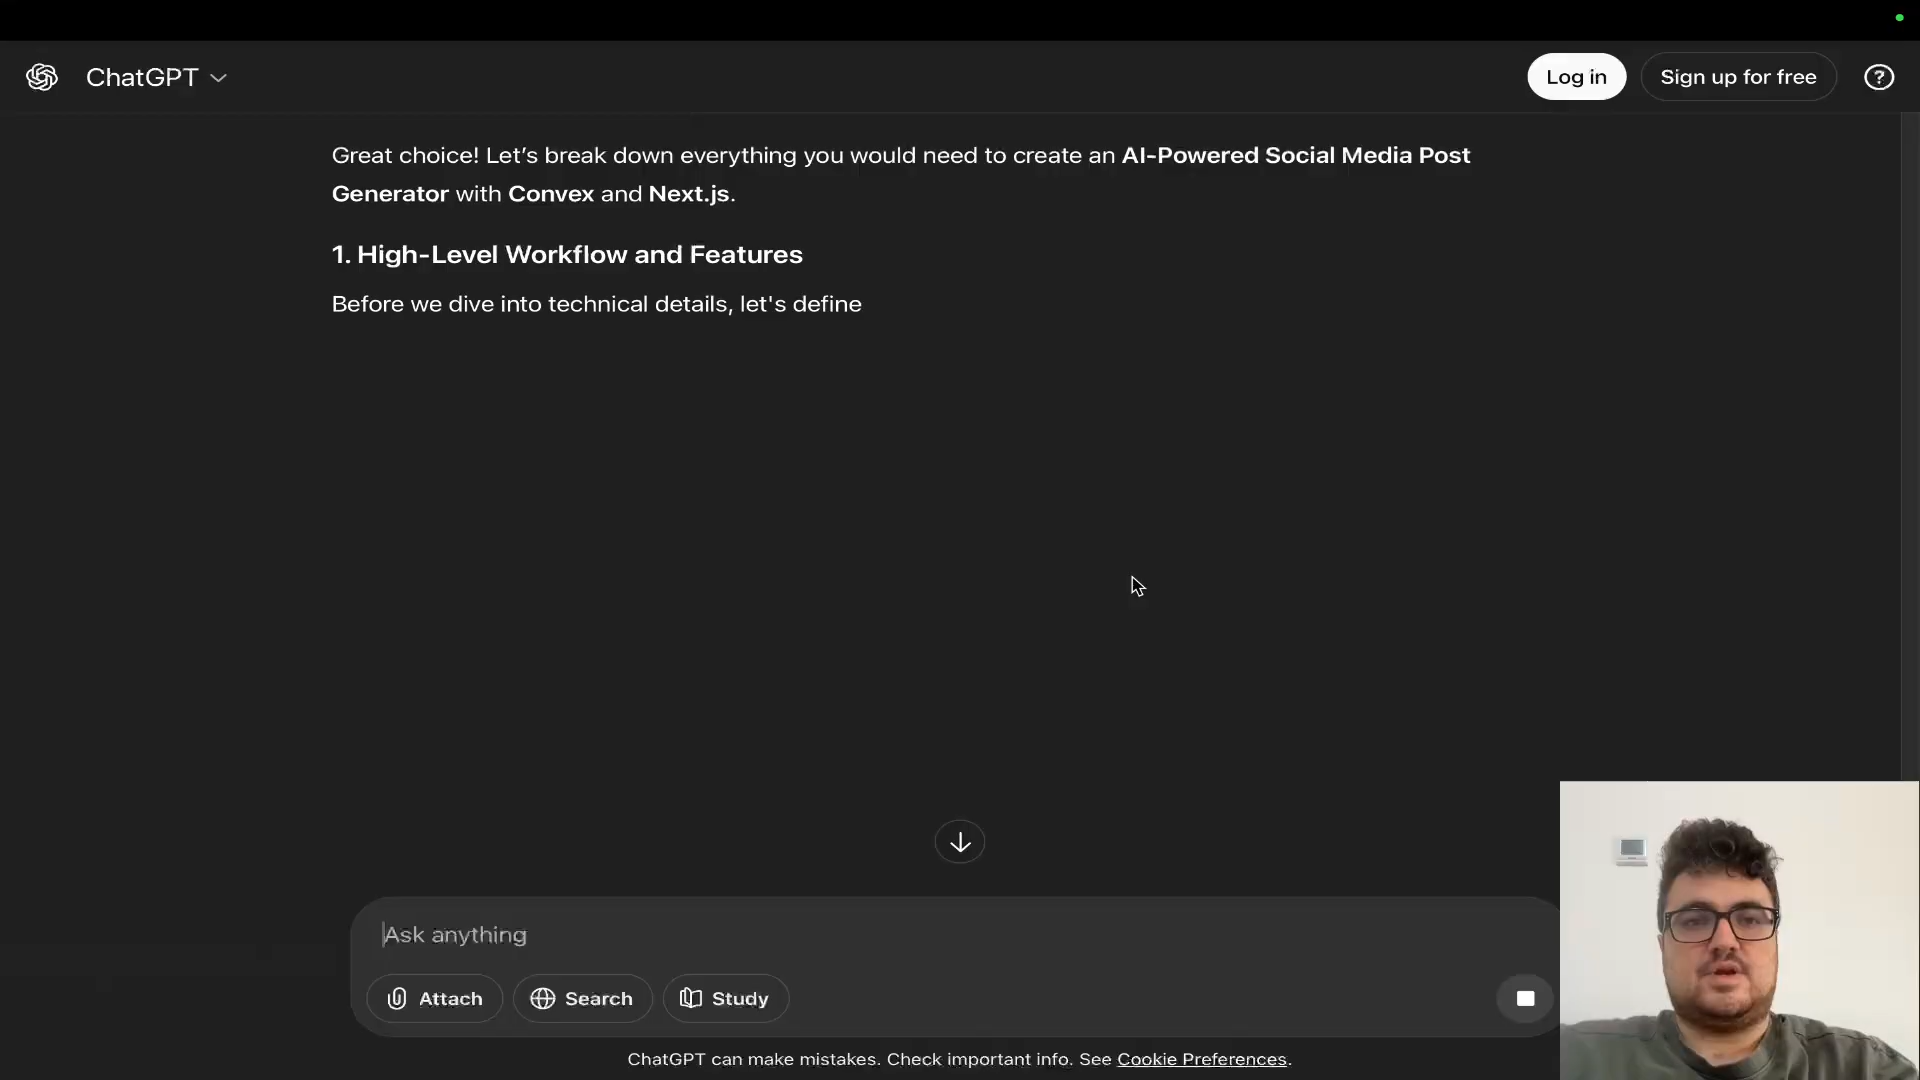 ChatGPT
Log in
Sign up for free
?
Great choice! Let’s break down everything you would need to create an AI-Powered Social Media Post
Generator with Convex and Next.js.
1. High-Level Workflow and Features
Before we dive into technical details, let's define
Ask anything
Attach
Search
Study
ChatGPT can make mistakes. Check important info. See Cookie Preferences.